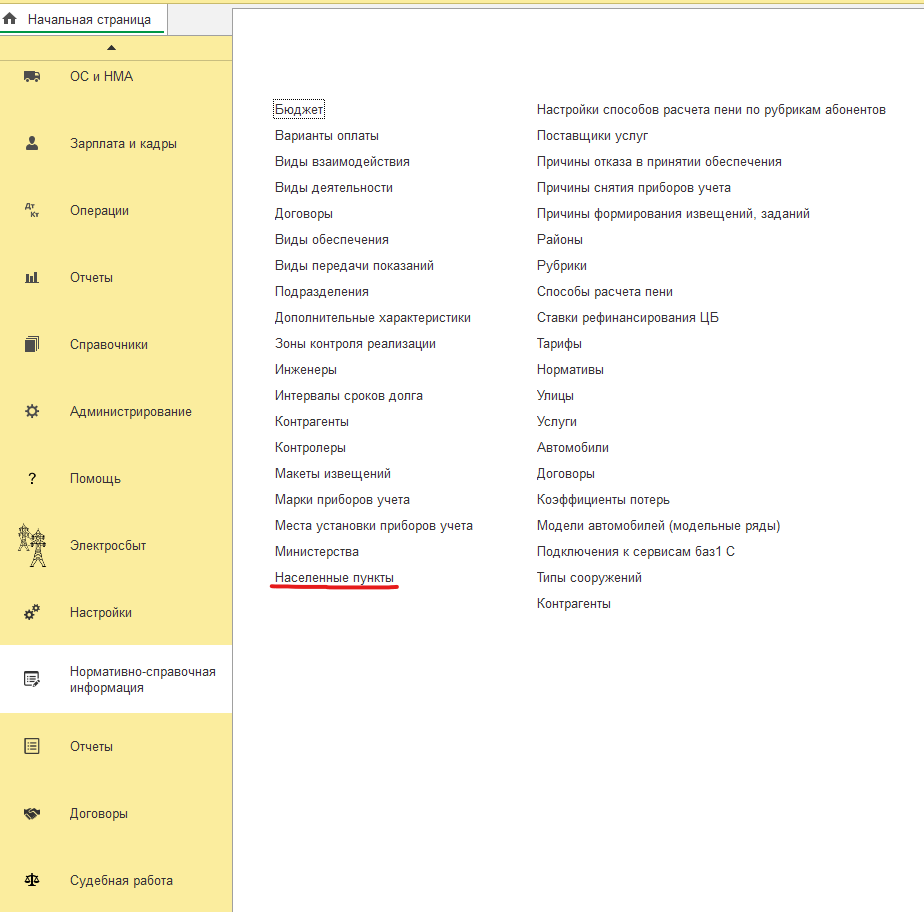 Начальная страница
ОС и НМА
Зарплата и кадры
Дт
Кт
Операции
Отчеты
Справочники
Администрирование
?
Помощь
Электросбыт
Настройки
Нормативно-справочная
информация
Отчеты
Договоры
Судебная работа
Бюджет
Варианты оплаты
Виды взаимодействия
Виды деятельности
Договоры
Виды обеспечения
Виды передачи показаний
Подразделения
Дополнительные характеристики
Зоны контроля реализации
Инженеры
Интервалы сроков долга
Контрагенты
Контролеры
Макеты извещений
Марки приборов учета
Места установки приборов учета
Министерства
Населенные пункты
Настройки способов расчета пени по рубрикам абонентов
Поставщики услуг
Причины отказа в принятии обеспечения
Причины снятия приборов учета
Причины формирования извещений, заданий
Районы
Рубрики
Способы расчета пени
Ставки рефинансирования ЦБ
Тарифы
Нормативы
Улицы
Услуги
Автомобили
Договоры
Коэффициенты потерь
Модели автомобилей (модельные ряды)
Подключения к сервисам баз1 С
Типы сооружений
Контрагенты